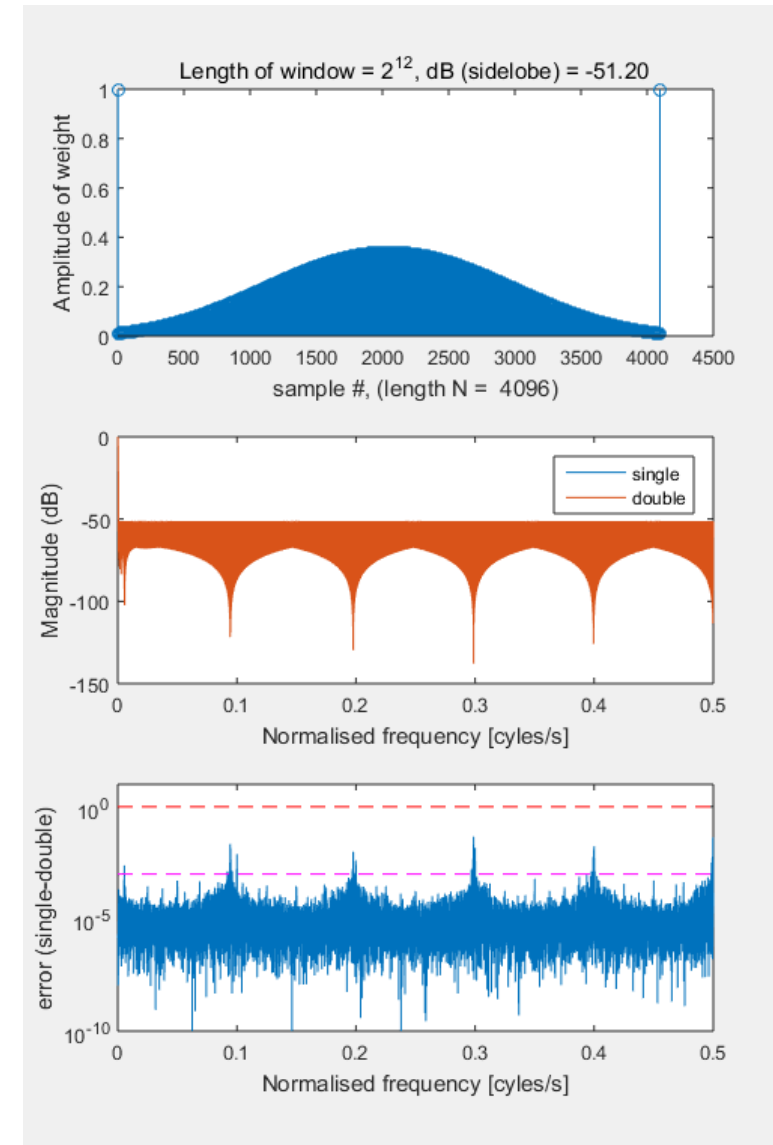 Length of window = 2^12, dB (sidelobe) = -51.20
1
0.8
0.6
0.4
0.2
0
Amplitude of weight
0 500 1000 1500 2000 2500 3000 3500 4000 4500
sample #, (length N = 4096)
0
-50
-100
-150
Magnitude (dB)
single
double
0 0.1 0.2 0.3 0.4 0.5
Normalised frequency [cyles/s]
10^0
10^-5
10^-10
error (single-double)
0 0.1 0.2 0.3 0.4 0.5
Normalised frequency [cyles/s]